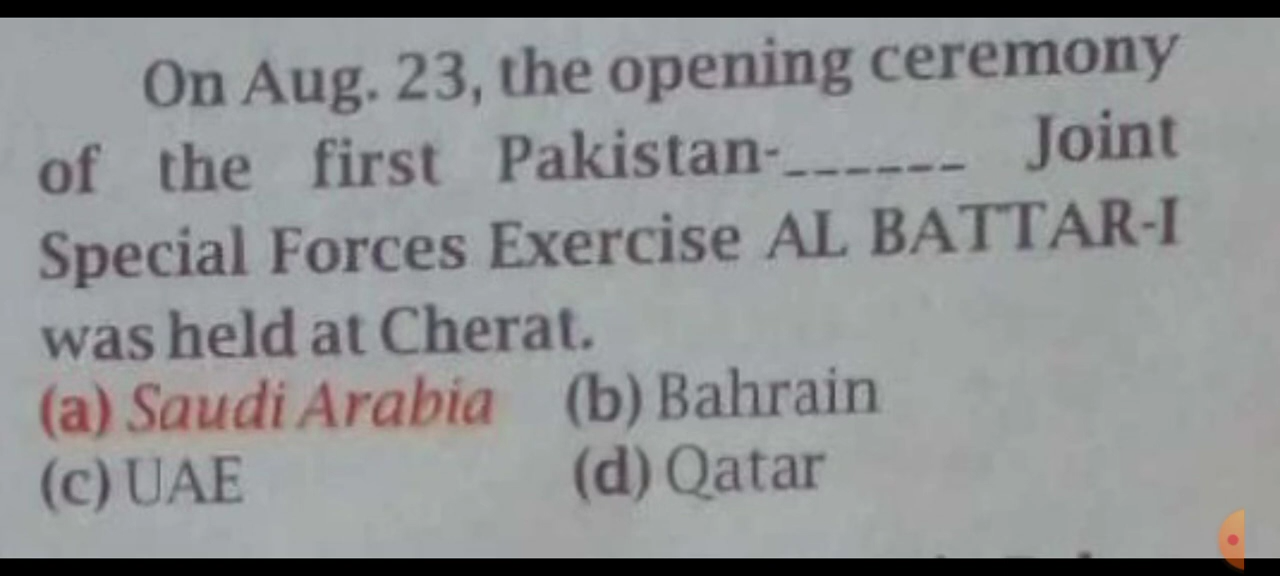 On Aug. 23, the opening ceremony
of the first Pakistan-______ Joint
Special Forces Exercise AL BATTAR-I
was held at Cherat.
(a) Saudi Arabia (b) Bahrain
(c) UAE (d) Qatar